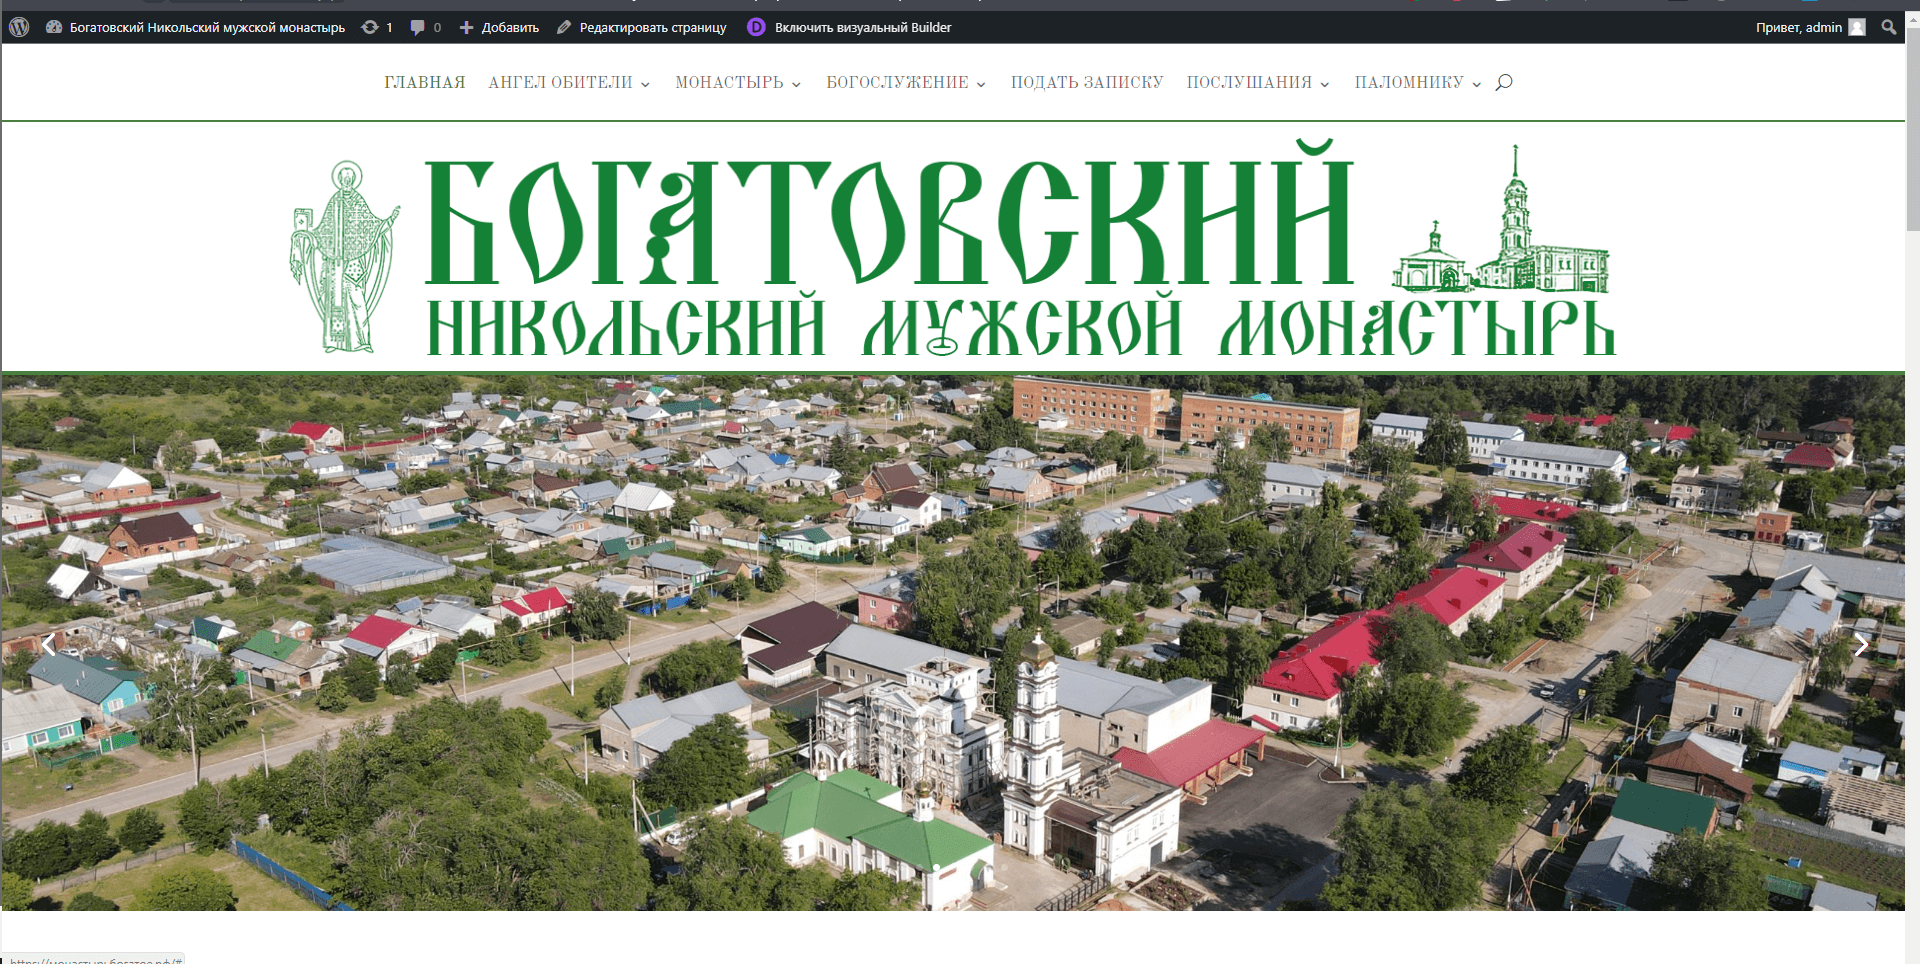 Богатовский Никольский мужской монастырь 1 0 Добавить Редактировать страницу D Включить визуальный Builder Привет, admin
ГЛАВНАЯ АНГЕЛ ОБИТЕЛИ МОНАСТЫРЬ БОГОСЛУЖЕНИЕ ПОДАТЬ ЗАПИСКУ ПОСЛУШАНИЯ ПАЛОМНИКУ
БОГАТОВСКИЙ
НИКОЛЬСКИЙ МУЖСКОЙ МОНАСТЫРЬ